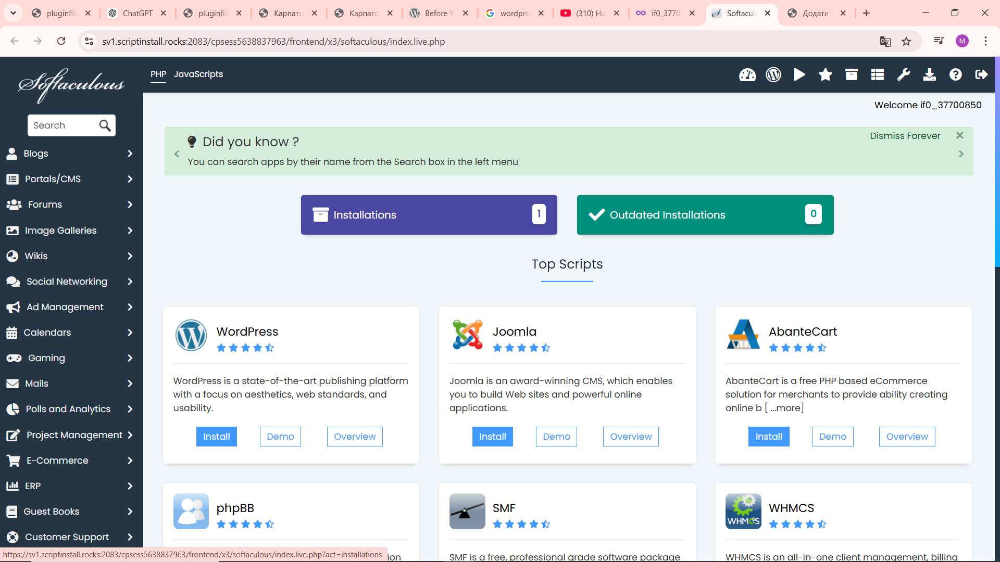 pluginfile
ChatGPT
pluginfil
Карпатс
Карпатс
Before Y
wordpre
(310) Ho
if0_3770
Softacul
Додати
sv1.scriptinstall.rocks:2083/cpsess5638837963/frontend/x3/softaculous/index.live.php
M
Softaculous
PHP JavaScripts
Welcome if0_37700850
Search
Blogs
Portals/CMS
Forums
Image Galleries
Wikis
Social Networking
Ad Management
Calendars
Gaming
Mails
Polls and Analytics
Project Management
E-Commerce
ERP
Guest Books
Customer Support
Did you know ?
Dismiss Forever
You can search apps by their name from the Search box in the left menu
Installations 1
Outdated Installations 0
Top Scripts
WordPress
WordPress is a state-of-the-art publishing platform
with a focus on aesthetics, web standards, and
usability.
Install Demo Overview
Joomla
Joomla is an award-winning CMS, which enables
you to build Web sites and powerful online
applications.
Install Demo Overview
AbanteCart
AbanteCart is a free PHP based eCommerce
solution for merchants to provide ability creating
online b [ ...more]
Install Demo Overview
phpBB
ion
SMF
SMF is a free, professional grade software package
WHMCS
WHMCS
WHMCS is an all-in-one client management, billing
https://sv1.scriptinstall.rocks:2083/cpsess5638837963/frontend/x3/softaculous/index.live.php?act=installations